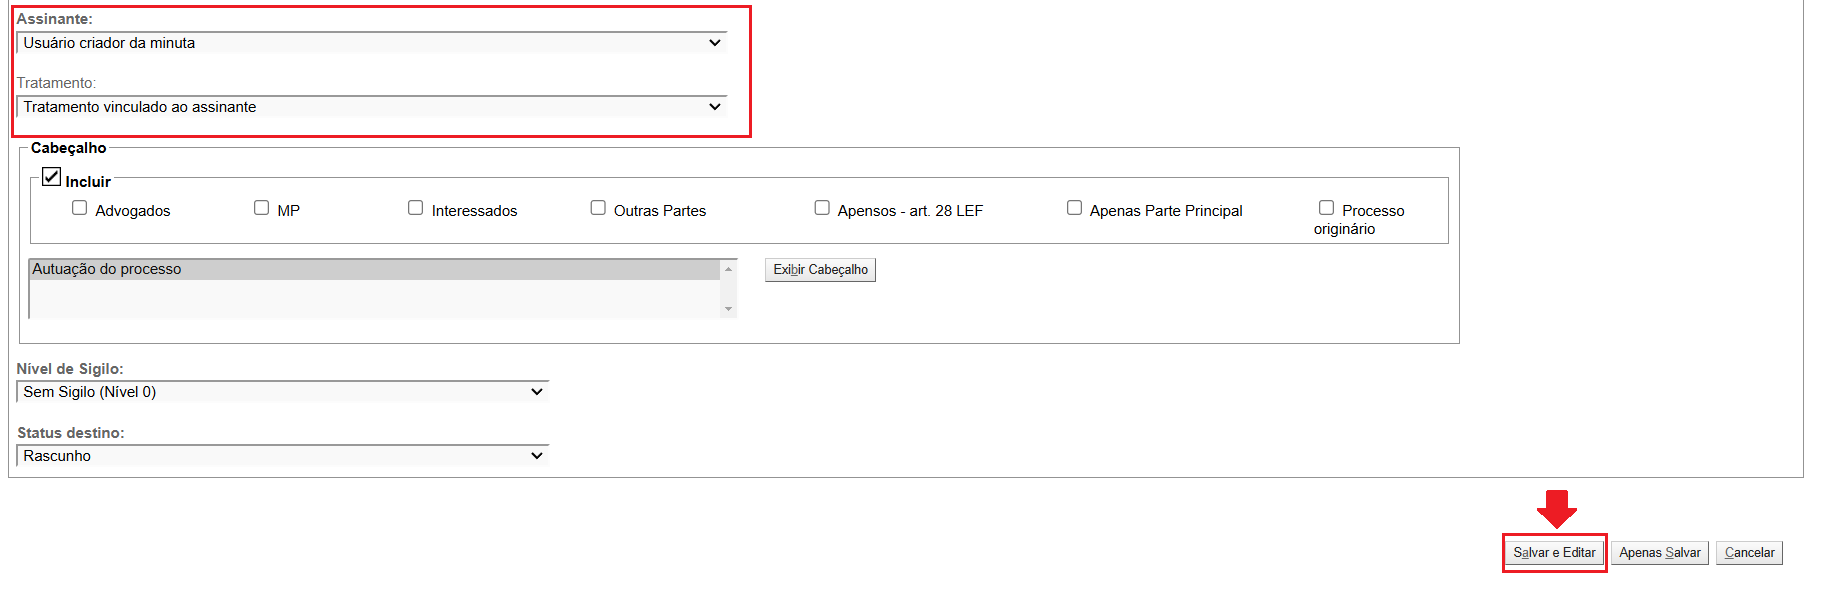 Assinante:
Usuário criador da minuta
Tratamento:
Tratamento vinculado ao assinante
Cabeçalho
Incluir
Advogados MP Interessados Outras Partes Apensos - art. 28 LEF Apenas Parte Principal Processo
originário
Autuação do processo
Exibir Cabeçalho
Nível de Sigilo:
Sem Sigilo (Nível 0)
Status destino:
Rascunho
Salvar e Editar Apenas Salvar Cancelar